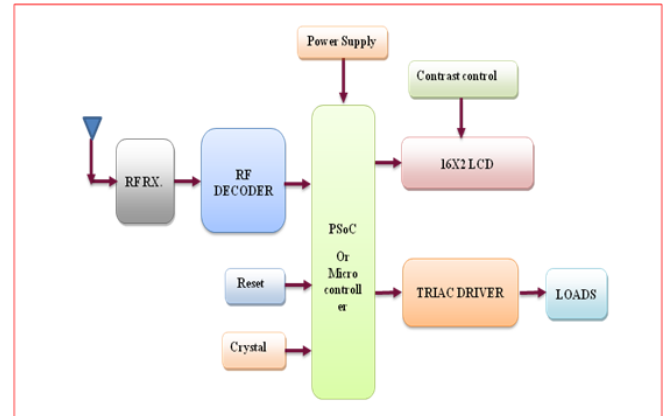 Power Supply
Contrast control
RF RX.
RF
DECODER
16X2 LCD
PSoC
Or
Micro
controll
er
Reset
TRIAC DRIVER
LOADS
Crystal